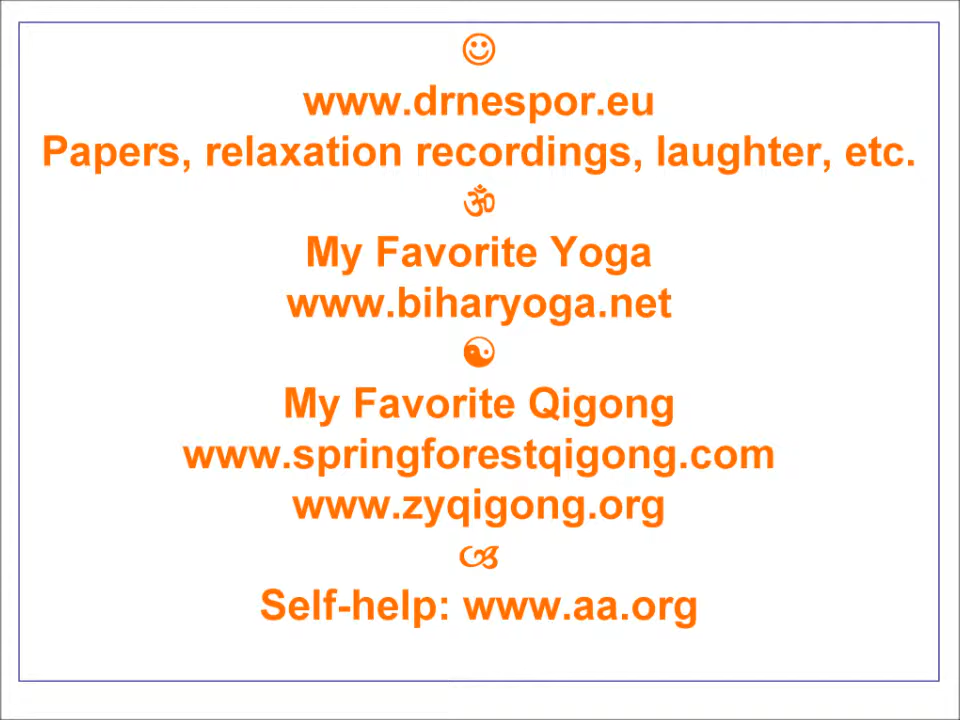 ☺
www.drnespor.eu
Papers, relaxation recordings, laughter, etc.
ॐ
My Favorite Yoga
www.biharyoga.net
☯
My Favorite Qigong
www.springforestqigong.com
www.zyqigong.org
Self-help: www.aa.org